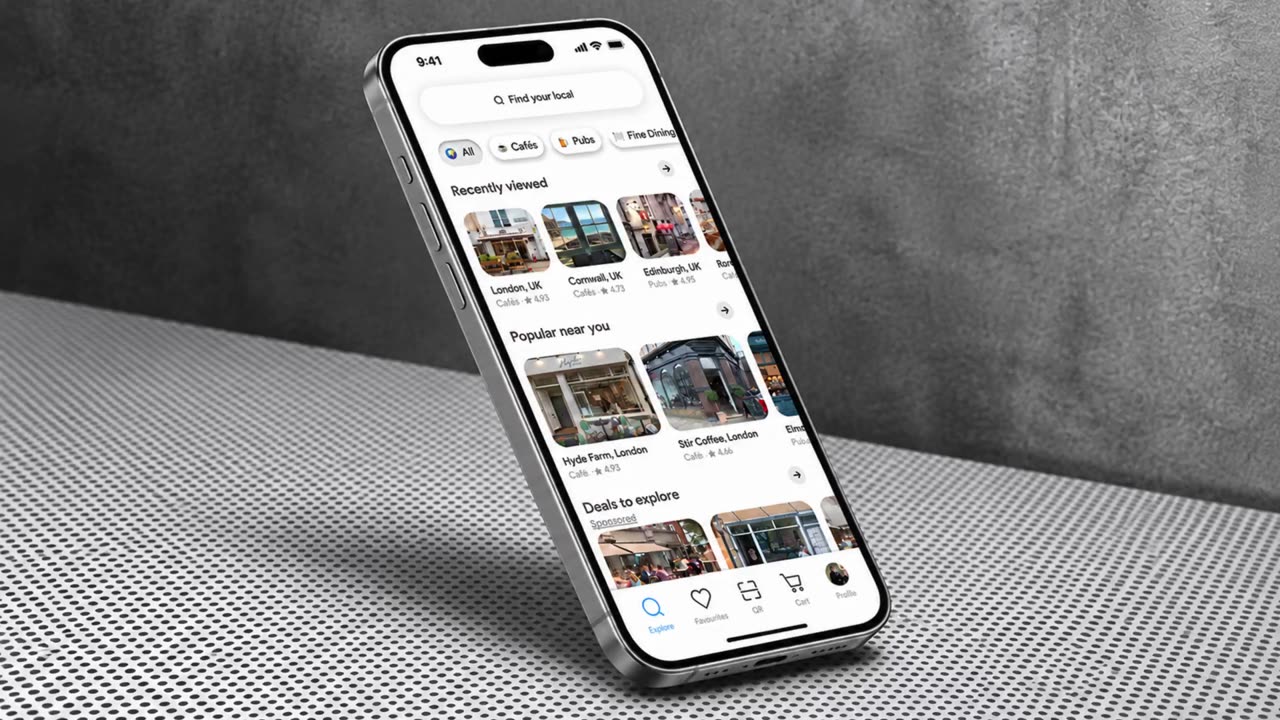 9:41
Find your local
All
Cafés
Pubs
Fine Dining
Recently viewed
London, UK
Cafés · ★ 4.93
Cornwall, UK
Cafés · ★ 4.73
Edinburgh, UK
Pubs · ★ 4.95
Popular near you
Hyde Farm, London
Café · ★ 4.93
Stir Coffee, London
Cafés · ★ 4.66
Deals to explore
Sponsored
Explore
Favourites
QR
Cart
Profile